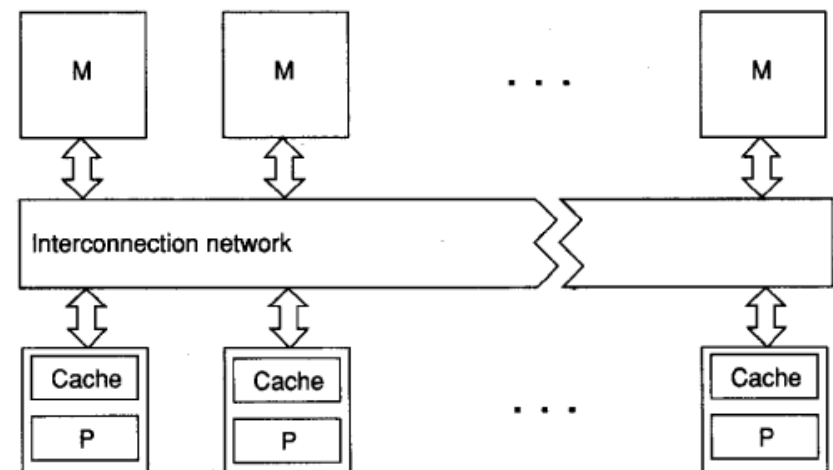 M M . . . M
Interconnection network
Cache Cache Cache
P P . . . P